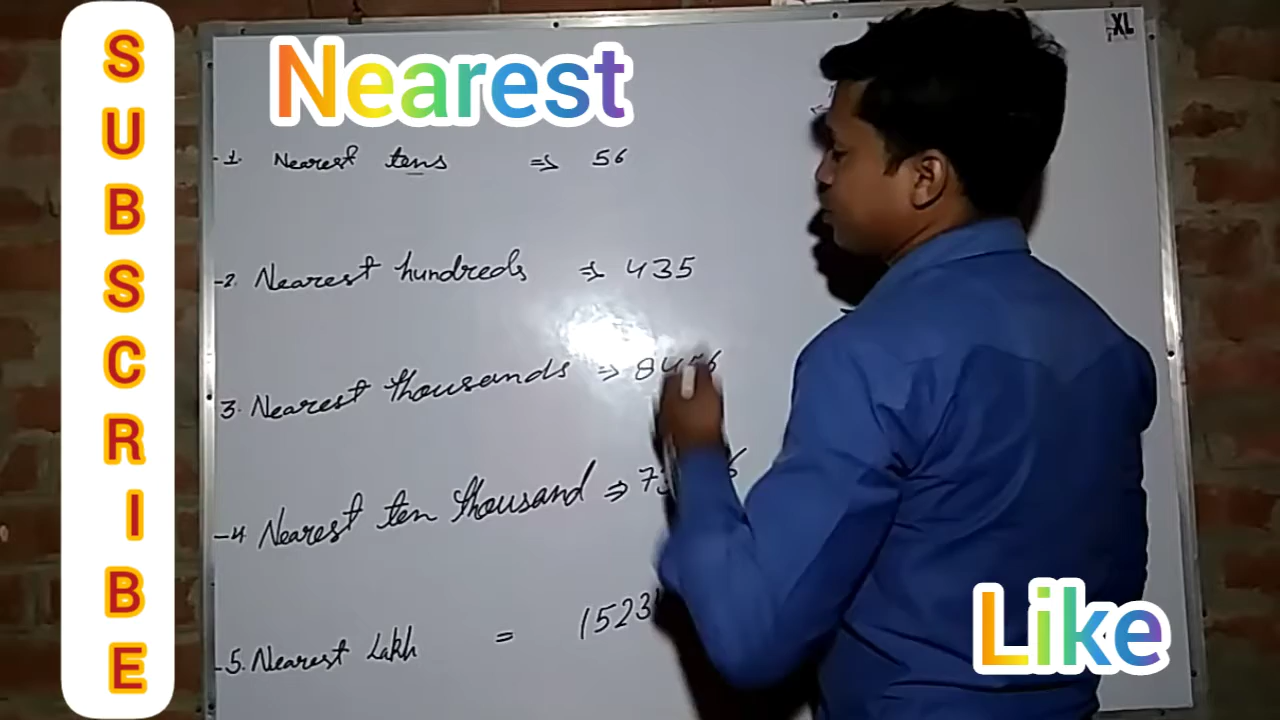 SUBSCRIBE
Nearest
XL
-1. Nearest tens ⇒ 56
-2. Nearest hundreds ⇒ 435
3. Nearest thousands ⇒ 8456
-4 Nearest ten thousand ⇒
-5. Nearest Lakh =
Like